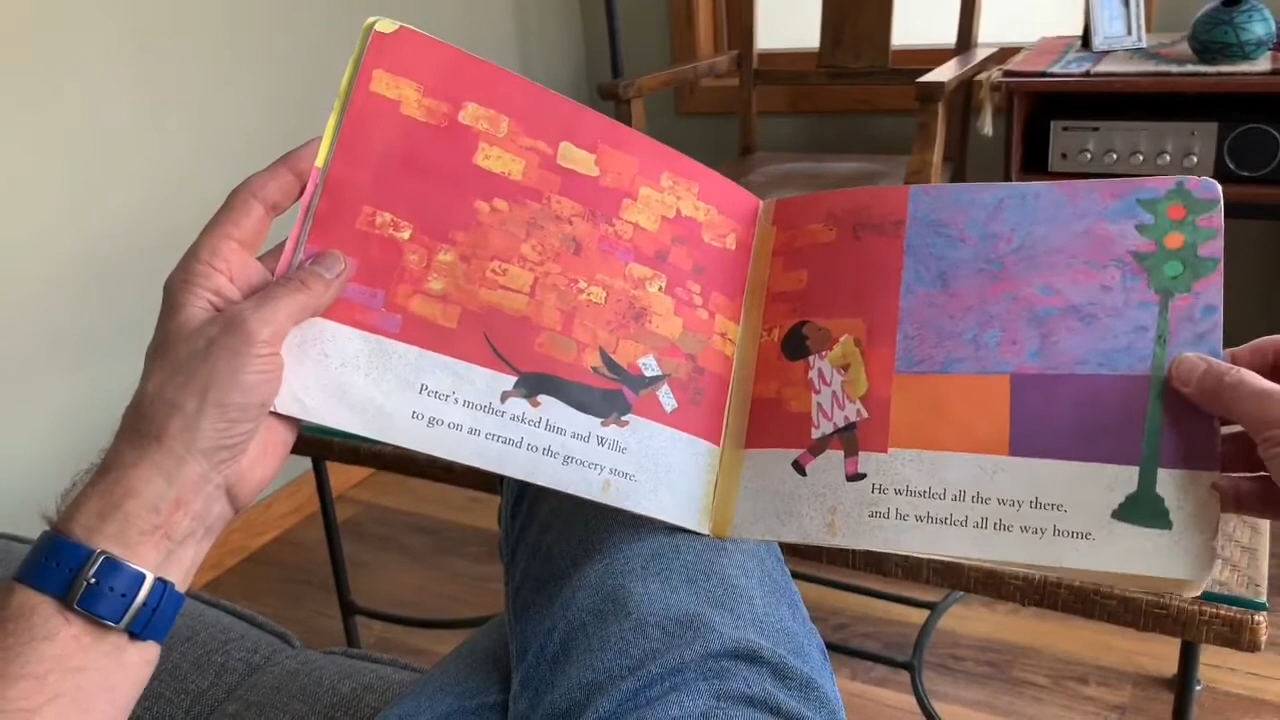 Peter's mother asked him and Willie
to go on an errand to the grocery store.
He whistled all the way there,
and he whistled all the way home.